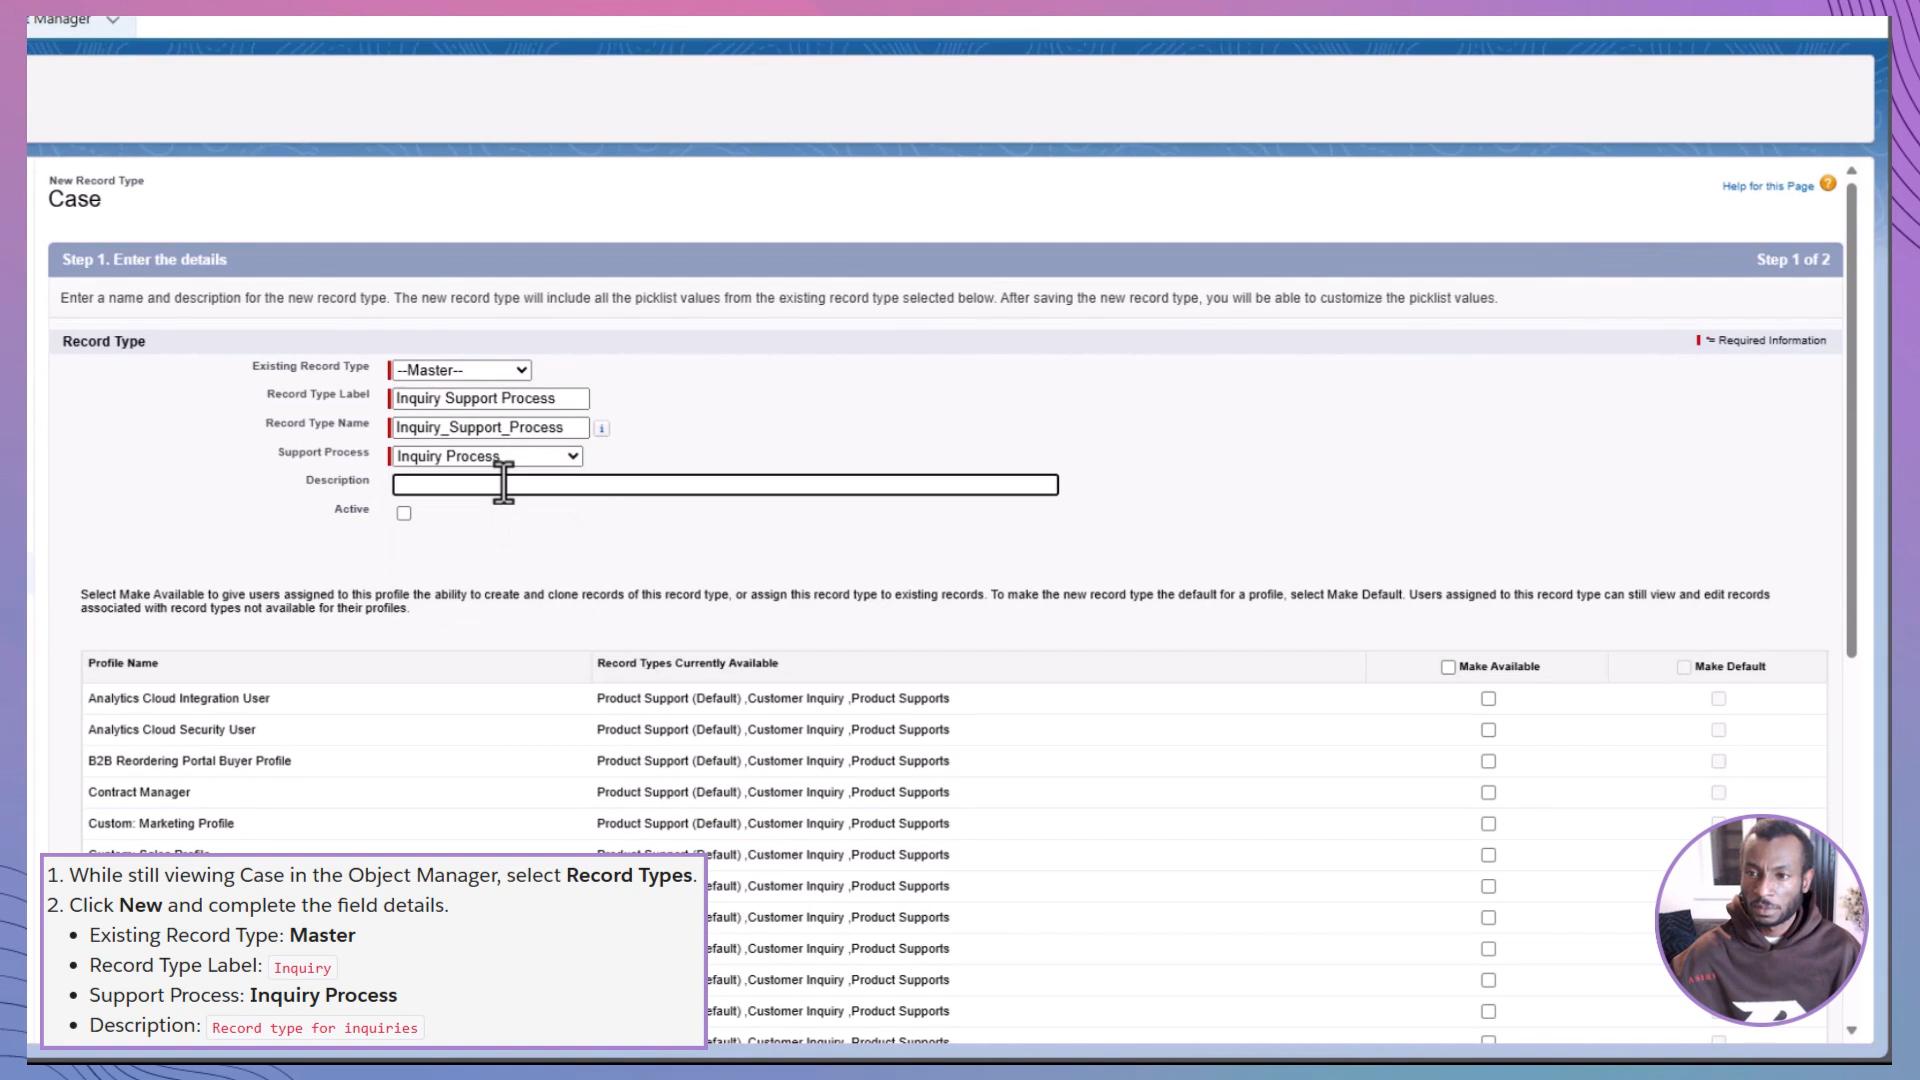 Manager
New Record Type
Case
Help for this Page ?
Step 1. Enter the details
Step 1 of 2
Enter a name and description for the new record type. The new record type will include all the picklist values from the existing record type selected below. After saving the new record type, you will be able to customize the picklist values.
Record Type
*= Required Information
Existing Record Type --Master--
Record Type Label Inquiry Support Process
Record Type Name Inquiry_Support_Process i
Support Process Inquiry Process
Description
Active
Select Make Available to give users assigned to this profile the ability to create and clone records of this record type, or assign this record type to existing records. To make the new record type the default for a profile, select Make Default. Users assigned to this record type can still view and edit records
associated with record types not available for their profiles.
Profile Name Record Types Currently Available Make Available Make Default
Analytics Cloud Integration User Product Support (Default) ,Customer Inquiry ,Product Supports
Analytics Cloud Security User Product Support (Default) ,Customer Inquiry ,Product Supports
B2B Reordering Portal Buyer Profile Product Support (Default) ,Customer Inquiry ,Product Supports
Contract Manager Product Support (Default) ,Customer Inquiry ,Product Supports
Custom: Marketing Profile Product Support (Default) ,Customer Inquiry ,Product Supports
Custom: Sales Profile efault) ,Customer Inquiry ,Product Supports
efault) ,Customer Inquiry ,Product Supports
efault) ,Customer Inquiry ,Product Supports
efault) ,Customer Inquiry ,Product Supports
efault) ,Customer Inquiry ,Product Supports
efault) ,Customer Inquiry ,Product Supports
efault) ,Customer Inquiry ,Product Supports
1. While still viewing Case in the Object Manager, select Record Types.
2. Click New and complete the field details.
• Existing Record Type: Master
• Record Type Label: Inquiry
• Support Process: Inquiry Process
• Description: Record type for inquiries